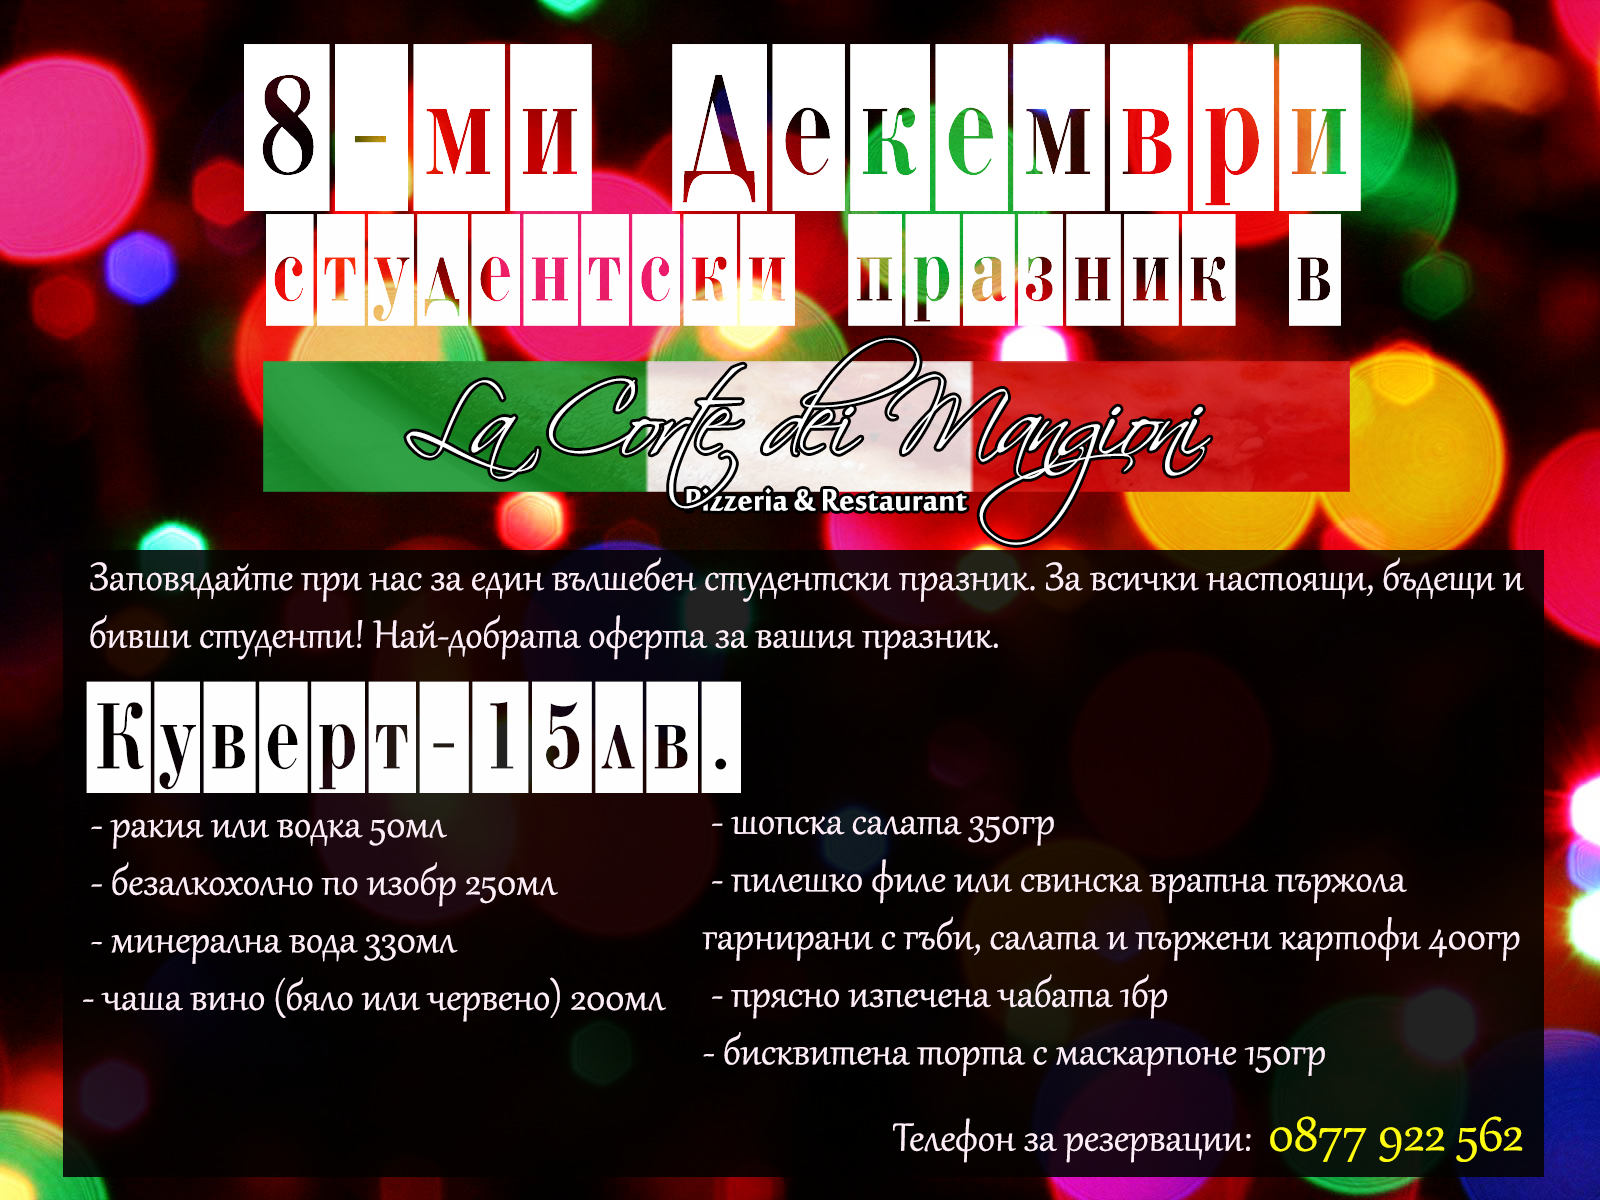 8-ми Декември
студентски празник в
La Corte dei Mangioni
Pizzeria & Restaurant
Заповядайте при нас за един вълшебен студентски празник. За всички настоящи, бъдещи и
бивши студенти! Най-добрата оферта за вашия празник.
Куверт-15лв.
- ракия или водка 50мл
- безалкохолно по изобр 250мл
- минерална вода 330мл
- чаша вино (бяло или червено) 200мл
- шопска салата 350гр
- пилешко филе или свинска вратна пържола
гарнирани с гъби, салата и пържени картофи 400гр
- прясно изпечена чабата 1бр
- бисквитена торта с маскарпоне 150гр
Телефон за резервации: 0877 922 562